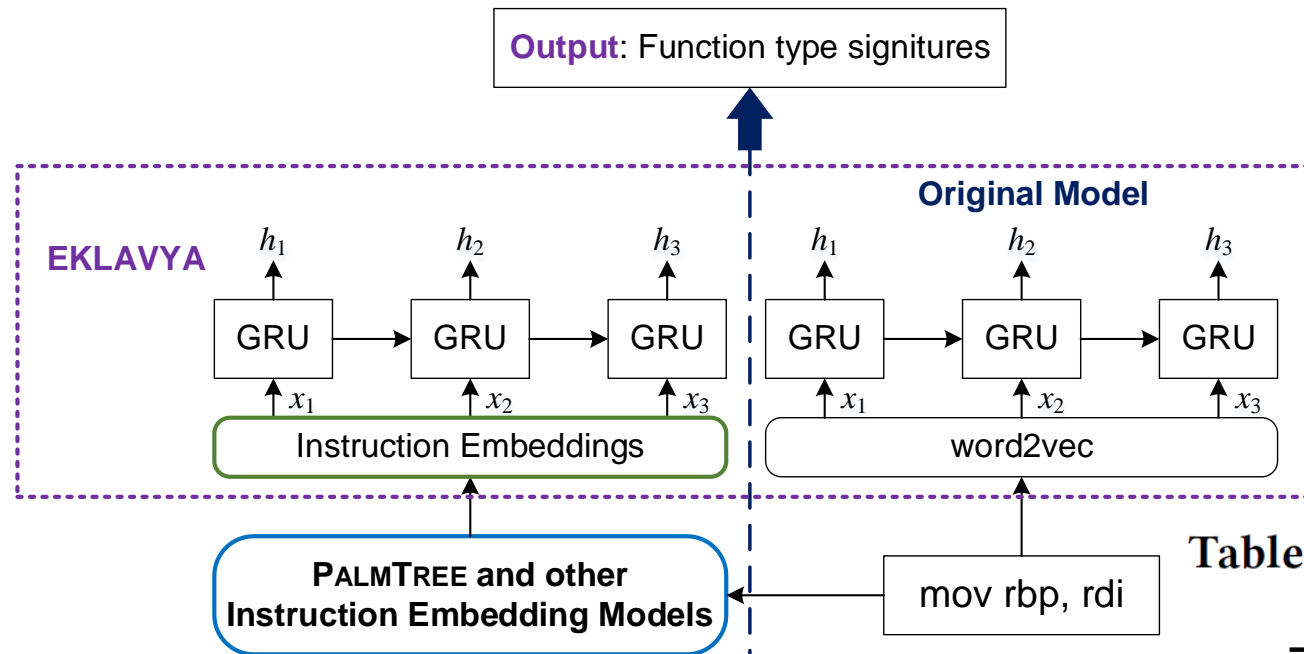 Output: Function type signitures
Original Model
EKLAVYA
h1 h2 h3 h1 h2 h3
GRU GRU GRU GRU GRU GRU
x1 x2 x3 x1 x2 x3
Instruction Embeddings
word2vec
PALMTREE and other
Instruction Embedding Models
mov rbp, rdi
Table